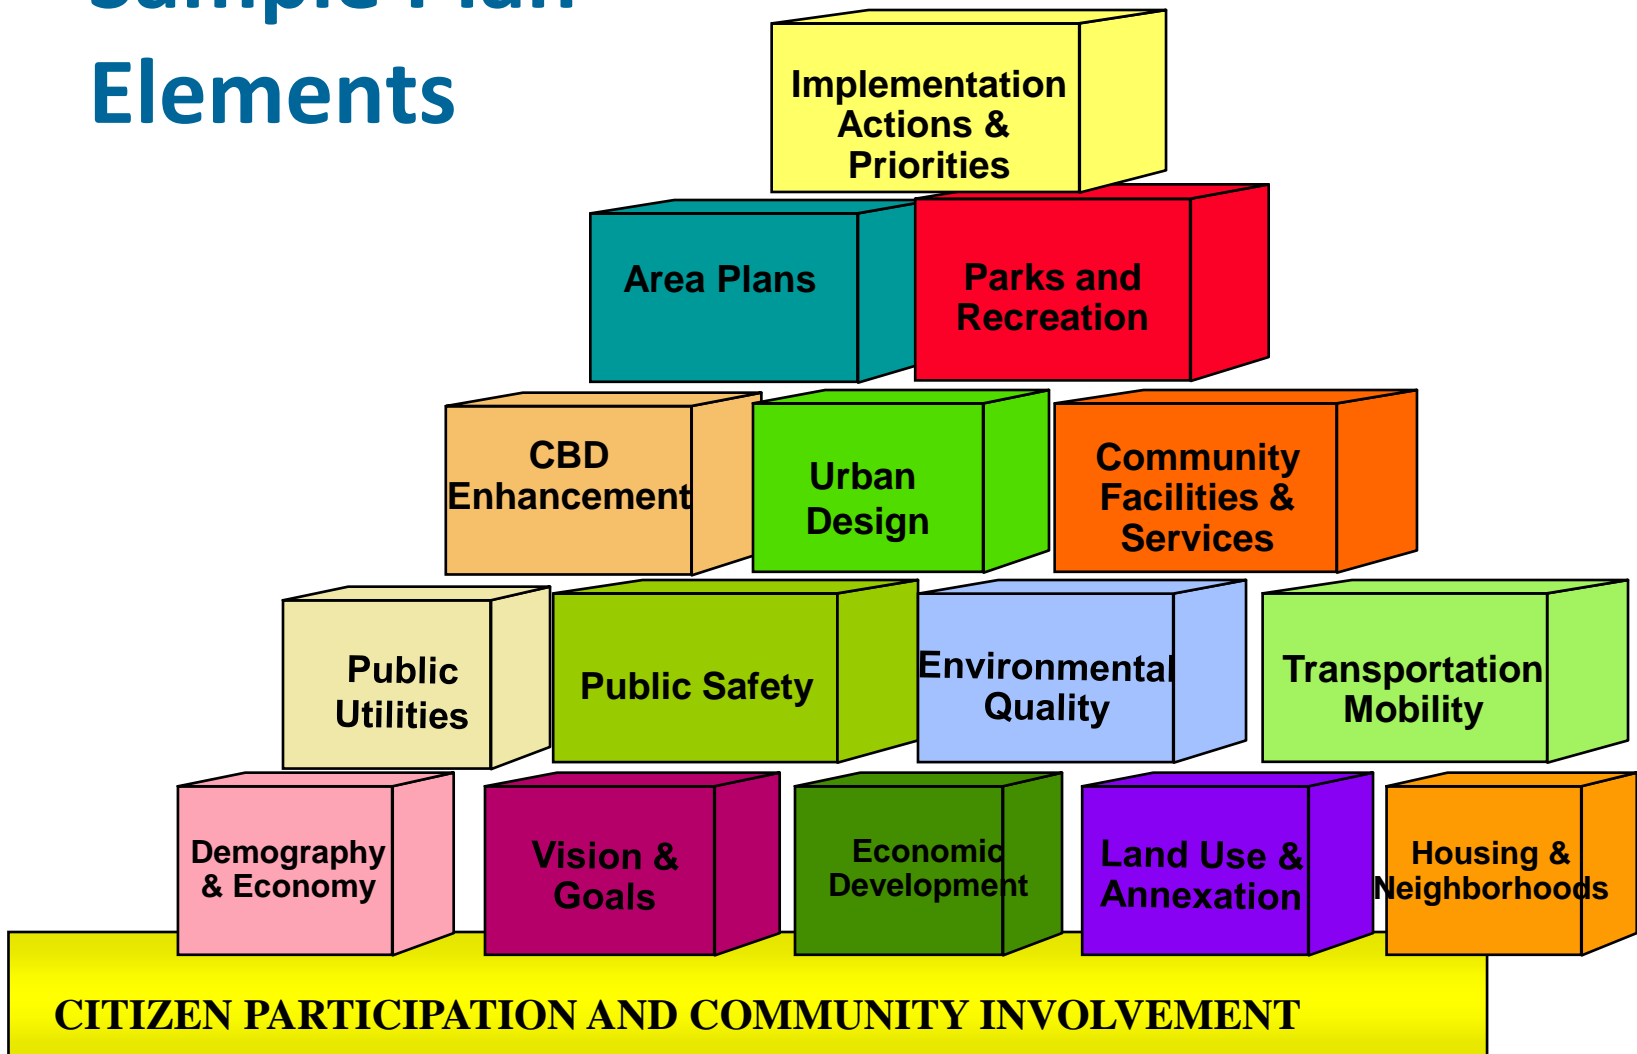 Sample Plan
Elements
Implementation
Actions &
Priorities
Area Plans
Parks and
Recreation
CBD
Enhancement
Urban
Design
Community
Facilities &
Services
Public
Utilities
Public Safety
Environmental
Quality
Transportation
Mobility
Demography
& Economy
Vision &
Goals
Economic
Development
Land Use &
Annexation
Housing &
Neighborhoods
CITIZEN PARTICIPATION AND COMMUNITY INVOLVEMENT